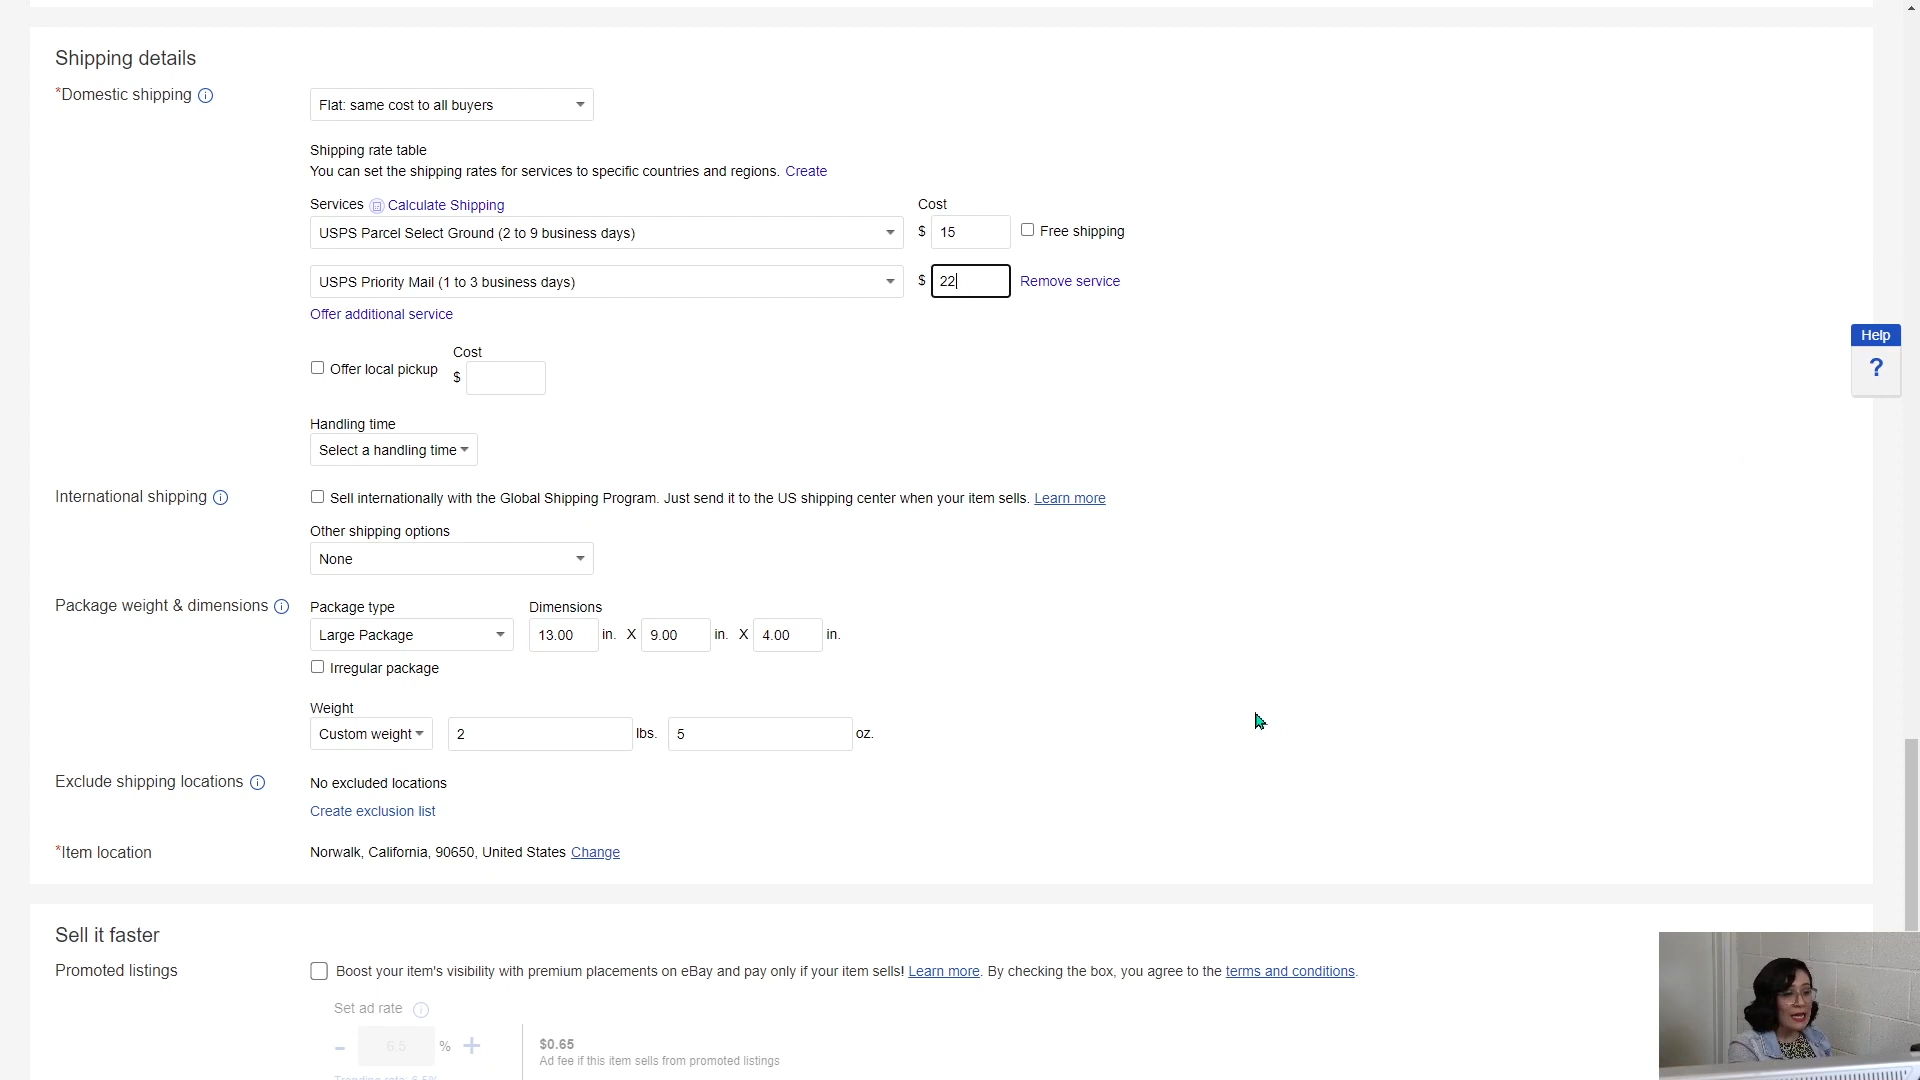 Shipping details
*Domestic shipping
Flat: same cost to all buyers
Shipping rate table
You can set the shipping rates for services to specific countries and regions. Create
Services Calculate Shipping Cost
USPS Parcel Select Ground (2 to 9 business days) $ 15 Free shipping
USPS Priority Mail (1 to 3 business days) $ 22 Remove service
Offer additional service
Cost
Offer local pickup $
Handling time
Select a handling time
Help
?
International shipping Sell internationally with the Global Shipping Program. Just send it to the US shipping center when your item sells. Learn more
Other shipping options
None
Package weight & dimensions Package type Dimensions
Large Package 13.00 in. X 9.00 in. X 4.00 in.
Irregular package
Weight
Custom weight 2 lbs. 5 oz.
Exclude shipping locations No excluded locations
Create exclusion list
*Item location Norwalk, California, 90650, United States Change
Sell it faster
Promoted listings Boost your item's visibility with premium placements on eBay and pay only if your item sells! Learn more. By checking the box, you agree to the terms and conditions.
Set ad rate
- 6.5 % + $0.65
Ad fee if this item sells from promoted listings